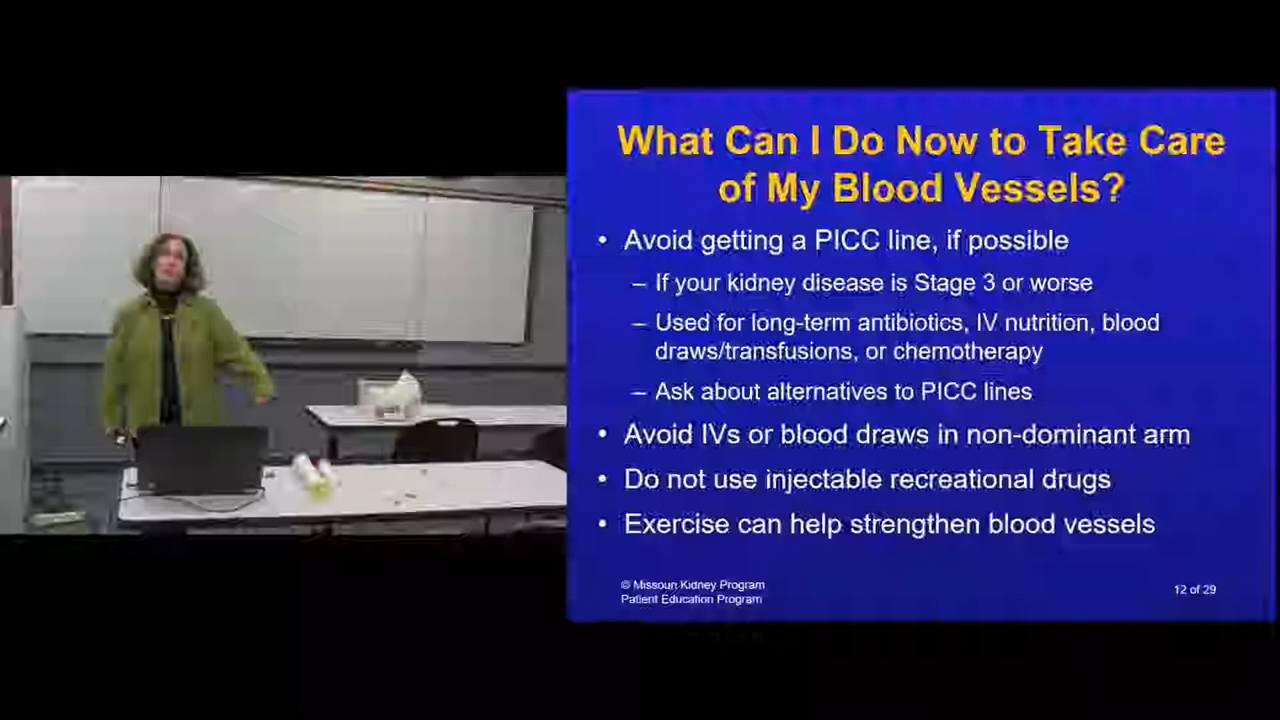 What Can I Do Now to Take Care
of My Blood Vessels?
• Avoid getting a PICC line, if possible
– If your kidney disease is Stage 3 or worse
– Used for long-term antibiotics, IV nutrition, blood
draws/transfusions, or chemotherapy
– Ask about alternatives to PICC lines
• Avoid IVs or blood draws in non-dominant arm
• Do not use injectable recreational drugs
• Exercise can help strengthen blood vessels
© Missouri Kidney Program
Patient Education Program
12 of 29